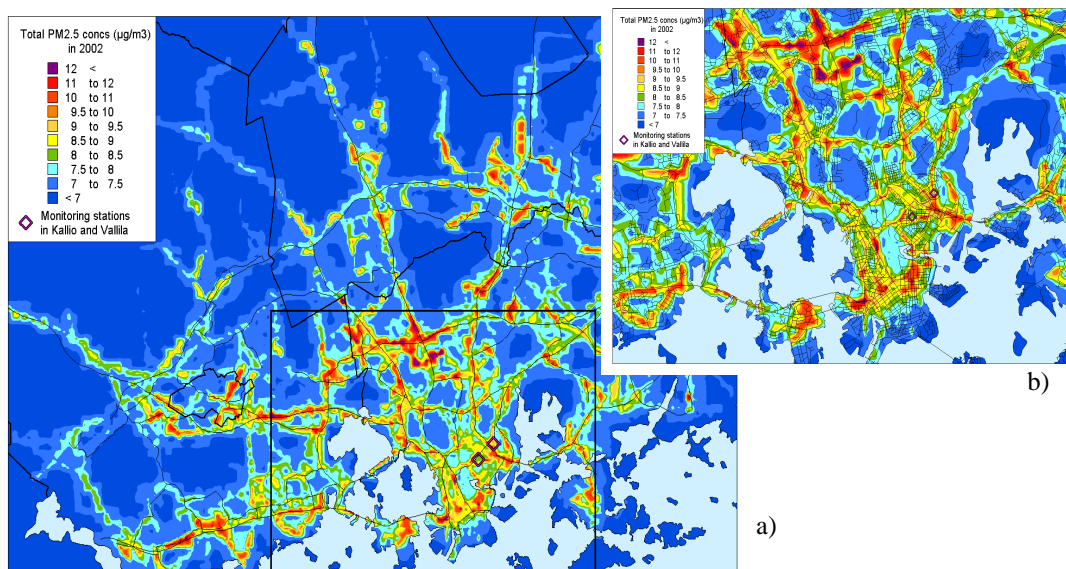 Total PM2.5 concs (µg/m3)
in 2002
12 <
11 to 12
10 to 11
9.5 to 10
9 to 9.5
8.5 to 9
8 to 8.5
7.5 to 8
7 to 7.5
< 7
Monitoring stations
in Kallio and Vallila
a)
Total PM2.5 concs (µg/m3)
in 2002
12 <
11 to 12
10 to 11
9.5 to 10
9 to 9.5
8.5 to 9
8 to 8.5
7.5 to 8
7 to 7.5
< 7
Monitoring stations
in Kallio and Vallila
b)